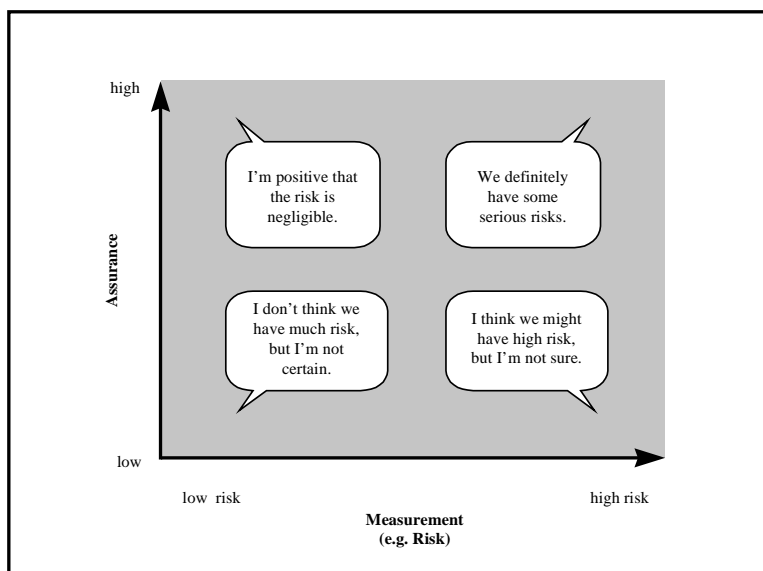 high
I'm positive that
the risk is
negligible.
We definitely
have some
serious risks.
Assurance
I don't think we
have much risk,
but I'm not
certain.
I think we might
have high risk,
but I'm not sure.
low
low risk
high risk
Measurement
(e.g. Risk)